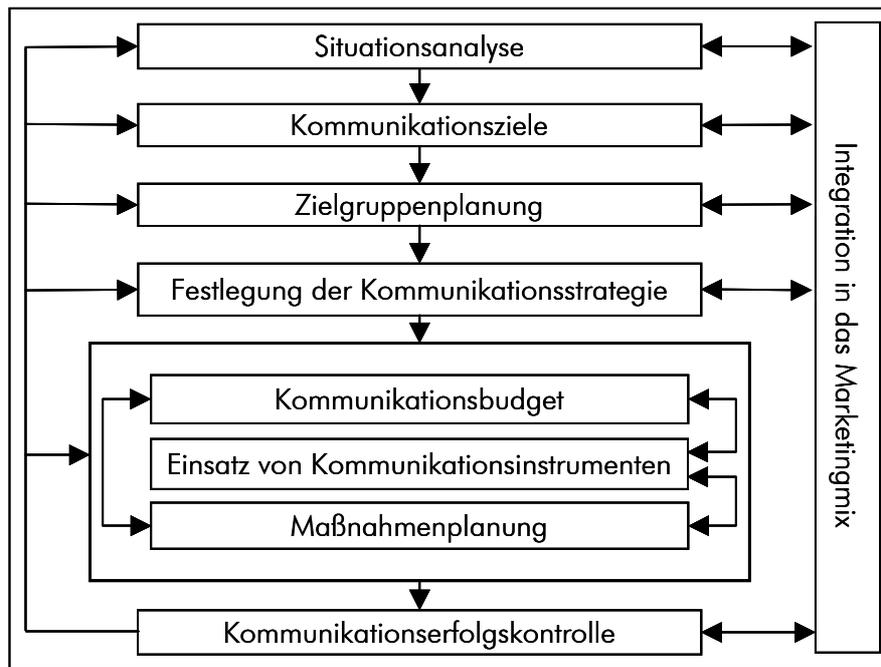 Situationsanalyse
Kommunikationsziele
Zielgruppenplanung
Festlegung der Kommunikationsstrategie
Kommunikationsbudget
Einsatz von Kommunikationsinstrumenten
Maßnahmenplanung
Kommunikationserfolgskontrolle
Integration in das Marketingmix